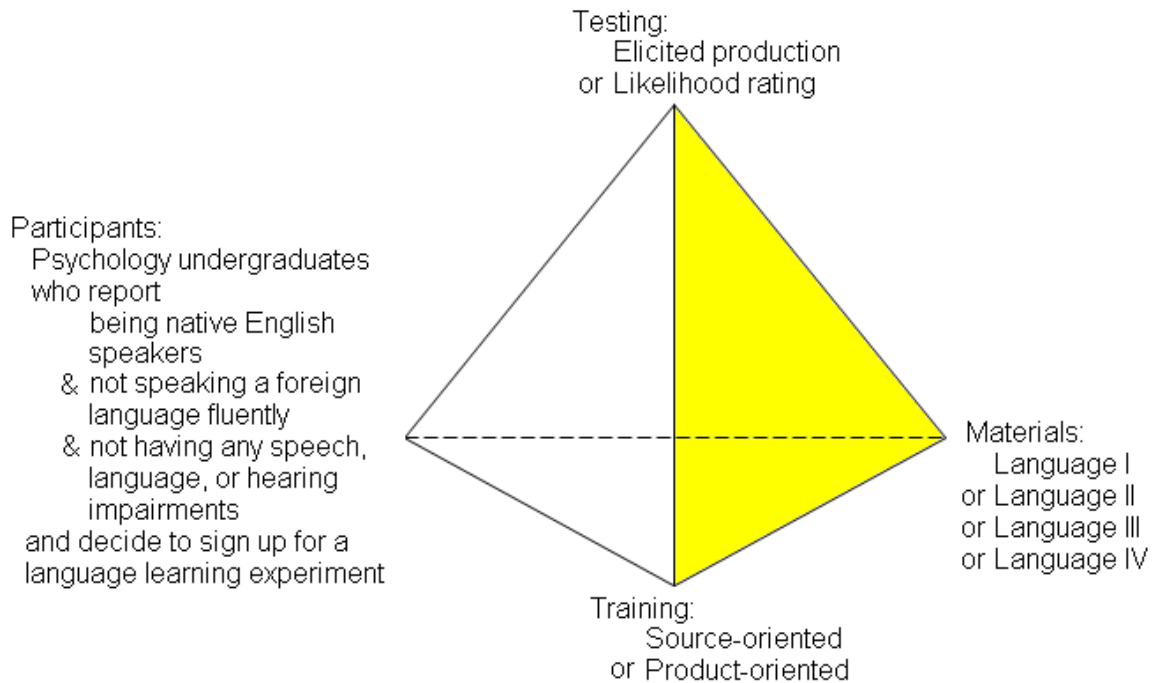 Testing:
Elicited production
or Likelihood rating
Participants:
Psychology undergraduates
who report
being native English
speakers
& not speaking a foreign
language fluently
& not having any speech,
language, or hearing
impairments
and decide to sign up for a
language learning experiment
Materials:
Language I
or Language II
or Language III
or Language IV
Training:
Source-oriented
or Product-oriented